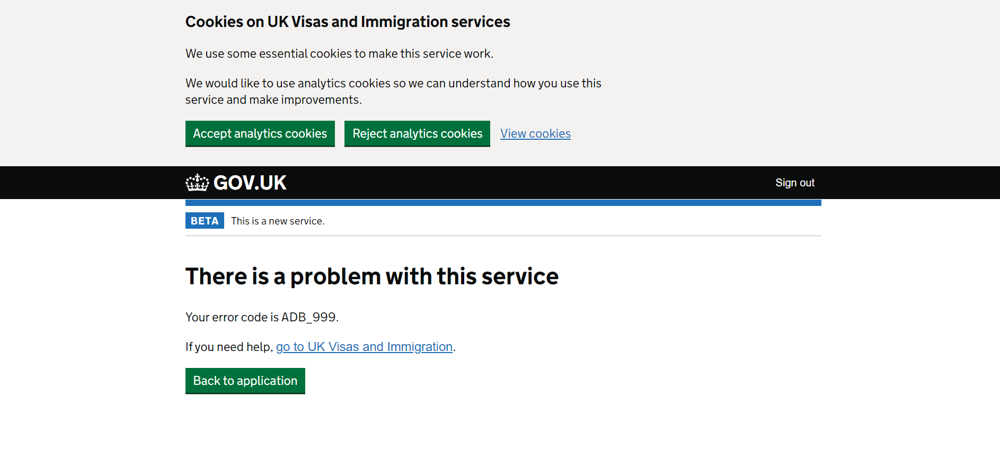 Cookies on UK Visas and Immigration services
We use some essential cookies to make this service work.
We would like to use analytics cookies so we can understand how you use this
service and make improvements.
Accept analytics cookies Reject analytics cookies View cookies
GOV.UK Sign out
BETA This is a new service.
There is a problem with this service
Your error code is ADB_999.
If you need help, go to UK Visas and Immigration.
Back to application